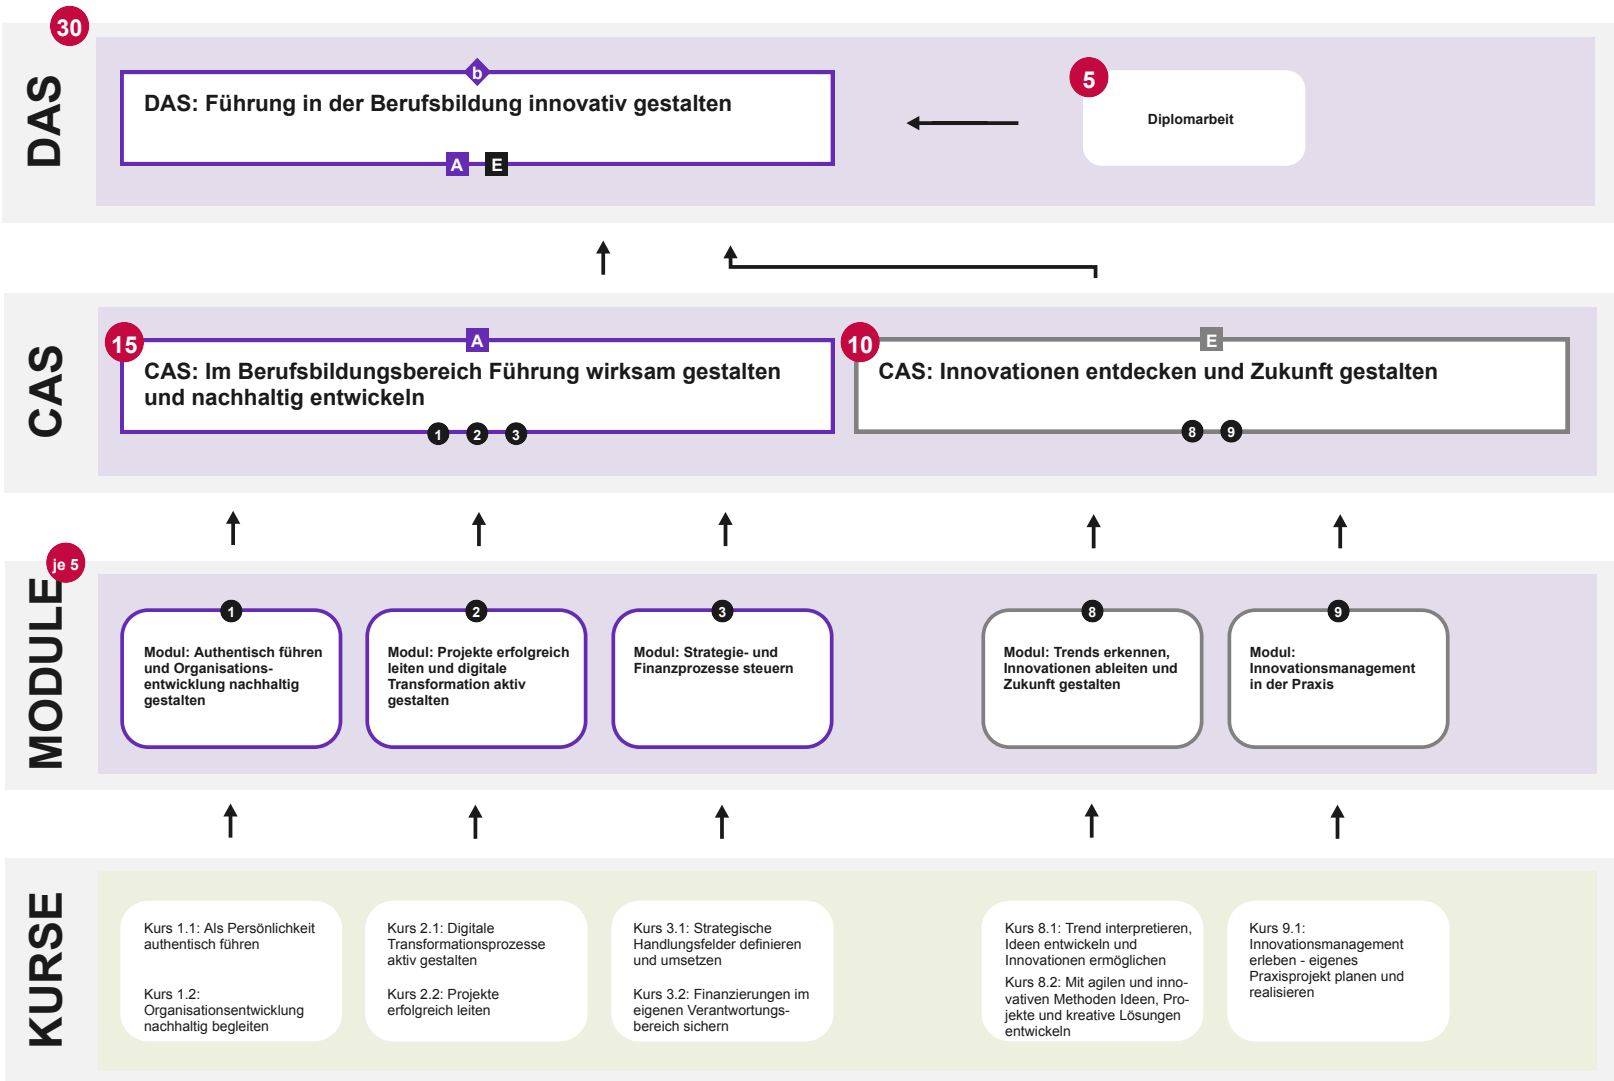 30
DAS
b
DAS: Führung in der Berufsbildung innovativ gestalten
A E
5
Diplomarbeit
CAS
15
A
CAS: Im Berufsbildungsbereich Führung wirksam gestalten
und nachhaltig entwickeln
1 2 3
10
E
CAS: Innovationen entdecken und Zukunft gestalten
8 9
je 5
MODULE
1
Modul: Authentisch führen
und Organisations-
entwicklung nachhaltig
gestalten
2
Modul: Projekte erfolgreich
leiten und digitale
Transformation aktiv
gestalten
3
Modul: Strategie- und
Finanzprozesse steuern
8
Modul: Trends erkennen,
Innovationen ableiten und
Zukunft gestalten
9
Modul:
Innovationsmanagement
in der Praxis
KURSE
Kurs 1.1: Als Persönlichkeit
authentisch führen
Kurs 1.2:
Organisationsentwicklung
nachhaltig begleiten
Kurs 2.1: Digitale
Transformationsprozesse
aktiv gestalten
Kurs 2.2: Projekte
erfolgreich leiten
Kurs 3.1: Strategische
Handlungsfelder definieren
und umsetzen
Kurs 3.2: Finanzierungen im
eigenen Verantwortungs-
bereich sichern
Kurs 8.1: Trend interpretieren,
Ideen entwickeln und
Innovationen ermöglichen
Kurs 8.2: Mit agilen und inno-
vativen Methoden Ideen, Pro-
jekte und kreative Lösungen
entwickeln
Kurs 9.1:
Innovationsmanagement
erleben - eigenes
Praxisprojekt planen und
realisieren